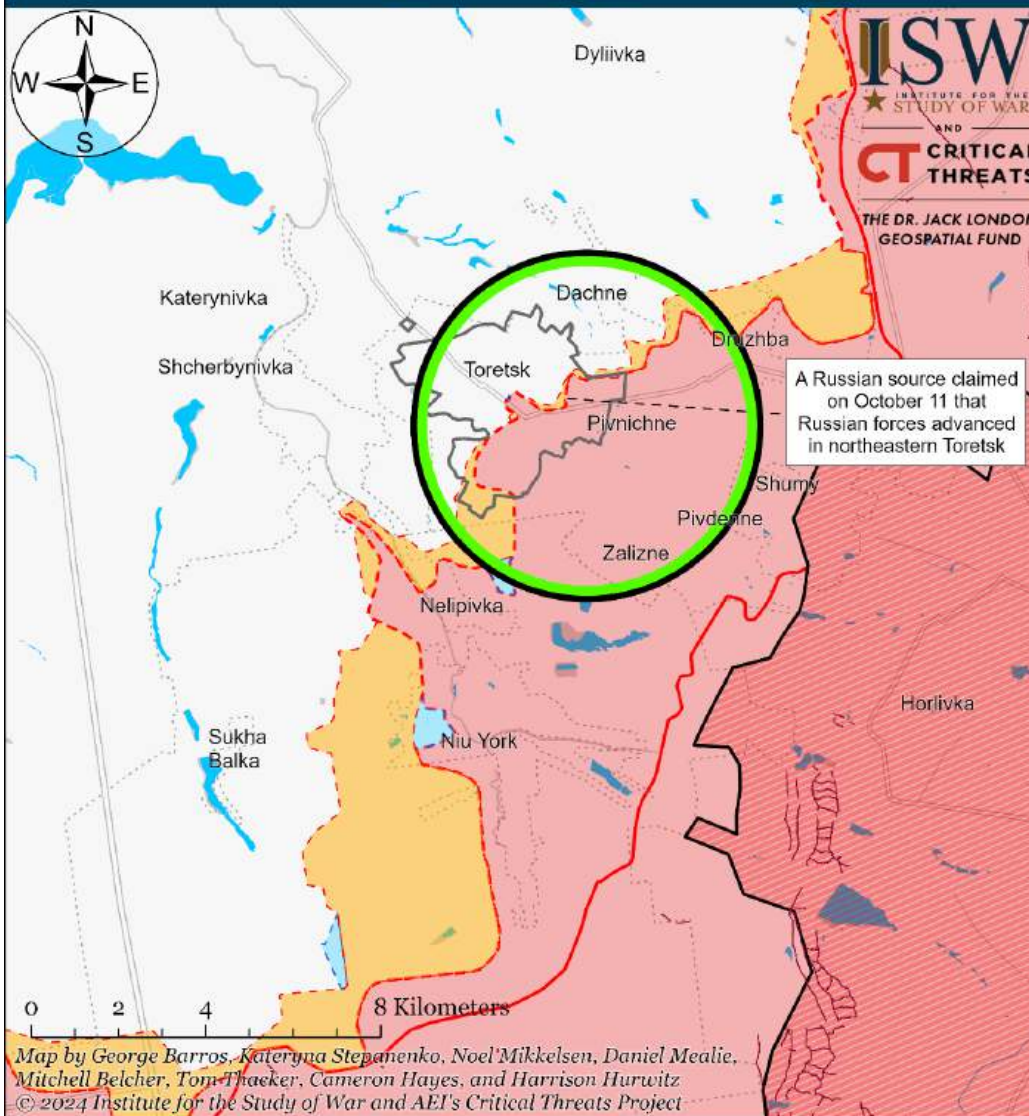 N
W
E
S
Dyliivka
ISW
INSTITUTE FOR THE
STUDY OF WAR
AND
CT CRITICAL
THREATS
THE DR. JACK LONDON
GEOSPATIAL FUND
Katerynivka
Dachne
Shcherbynivka
Toretsk
Druzhba
A Russian source claimed
on October 11 that
Russian forces advanced
in northeastern Toretsk
Pivnichne
Shumy
Pivdenne
Zalizne
Nelipivka
Horlivka
Sukha
Balka
Niu York
0 2 4 8 Kilometers
Map by George Barros, Kateryna Stepanenko, Noel Mikkelsen, Daniel Mealie,
Mitchell Belcher, Tom Thacker, Cameron Hayes, and Harrison Hurwitz
© 2024 Institute for the Study of War and AEI's Critical Threats Project